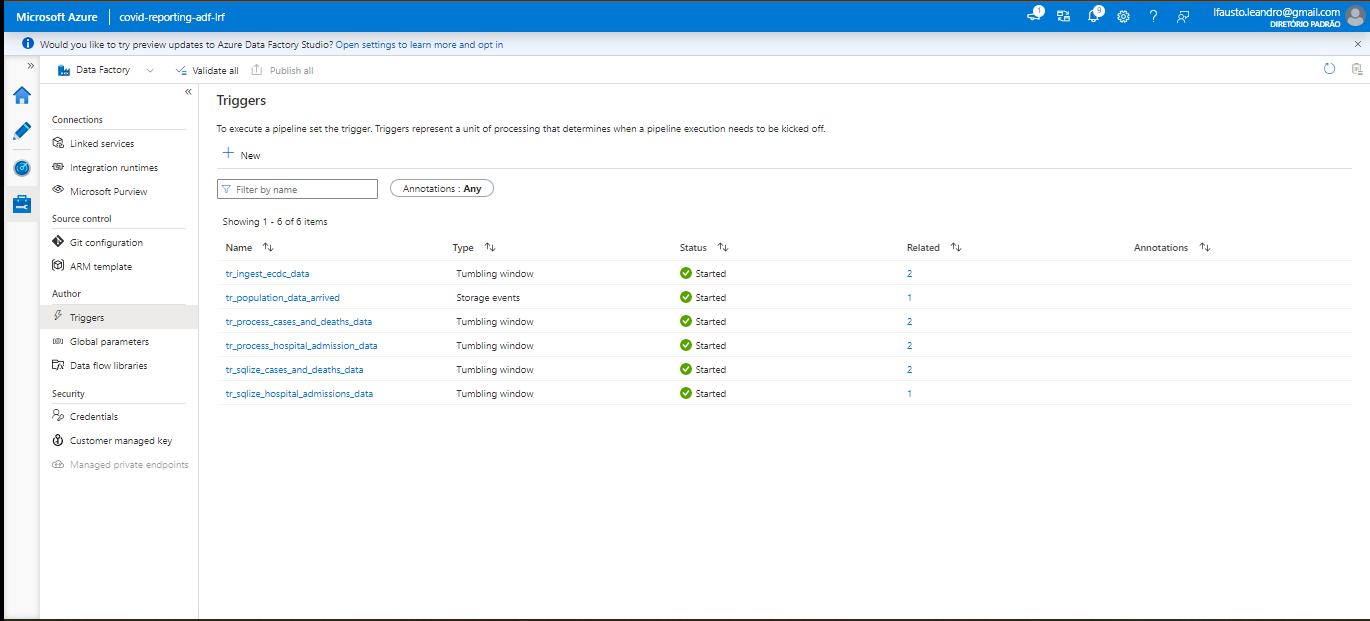 Microsoft Azure covid-reporting-adf-lrf 1 9 ? lfausto.leandro@gmail.com
DIRETÓRIO PADRÃO
Would you like to try preview updates to Azure Data Factory Studio? Open settings to learn more and opt in
Data Factory Validate all Publish all
Connections
Linked services
Integration runtimes
Microsoft Purview
Source control
Git configuration
ARM template
Author
Triggers
Global parameters
Data flow libraries
Security
Credentials
Customer managed key
Managed private endpoints
Triggers
To execute a pipeline set the trigger. Triggers represent a unit of processing that determines when a pipeline execution needs to be kicked off.
New
Filter by name Annotations : Any
Showing 1 - 6 of 6 items
Name Type Status Related Annotations
tr_ingest_ecdc_data Tumbling window Started 2
tr_population_data_arrived Storage events Started 1
tr_process_cases_and_deaths_data Tumbling window Started 2
tr_process_hospital_admission_data Tumbling window Started 2
tr_sqlize_cases_and_deaths_data Tumbling window Started 2
tr_sqlize_hospital_admissions_data Tumbling window Started 1